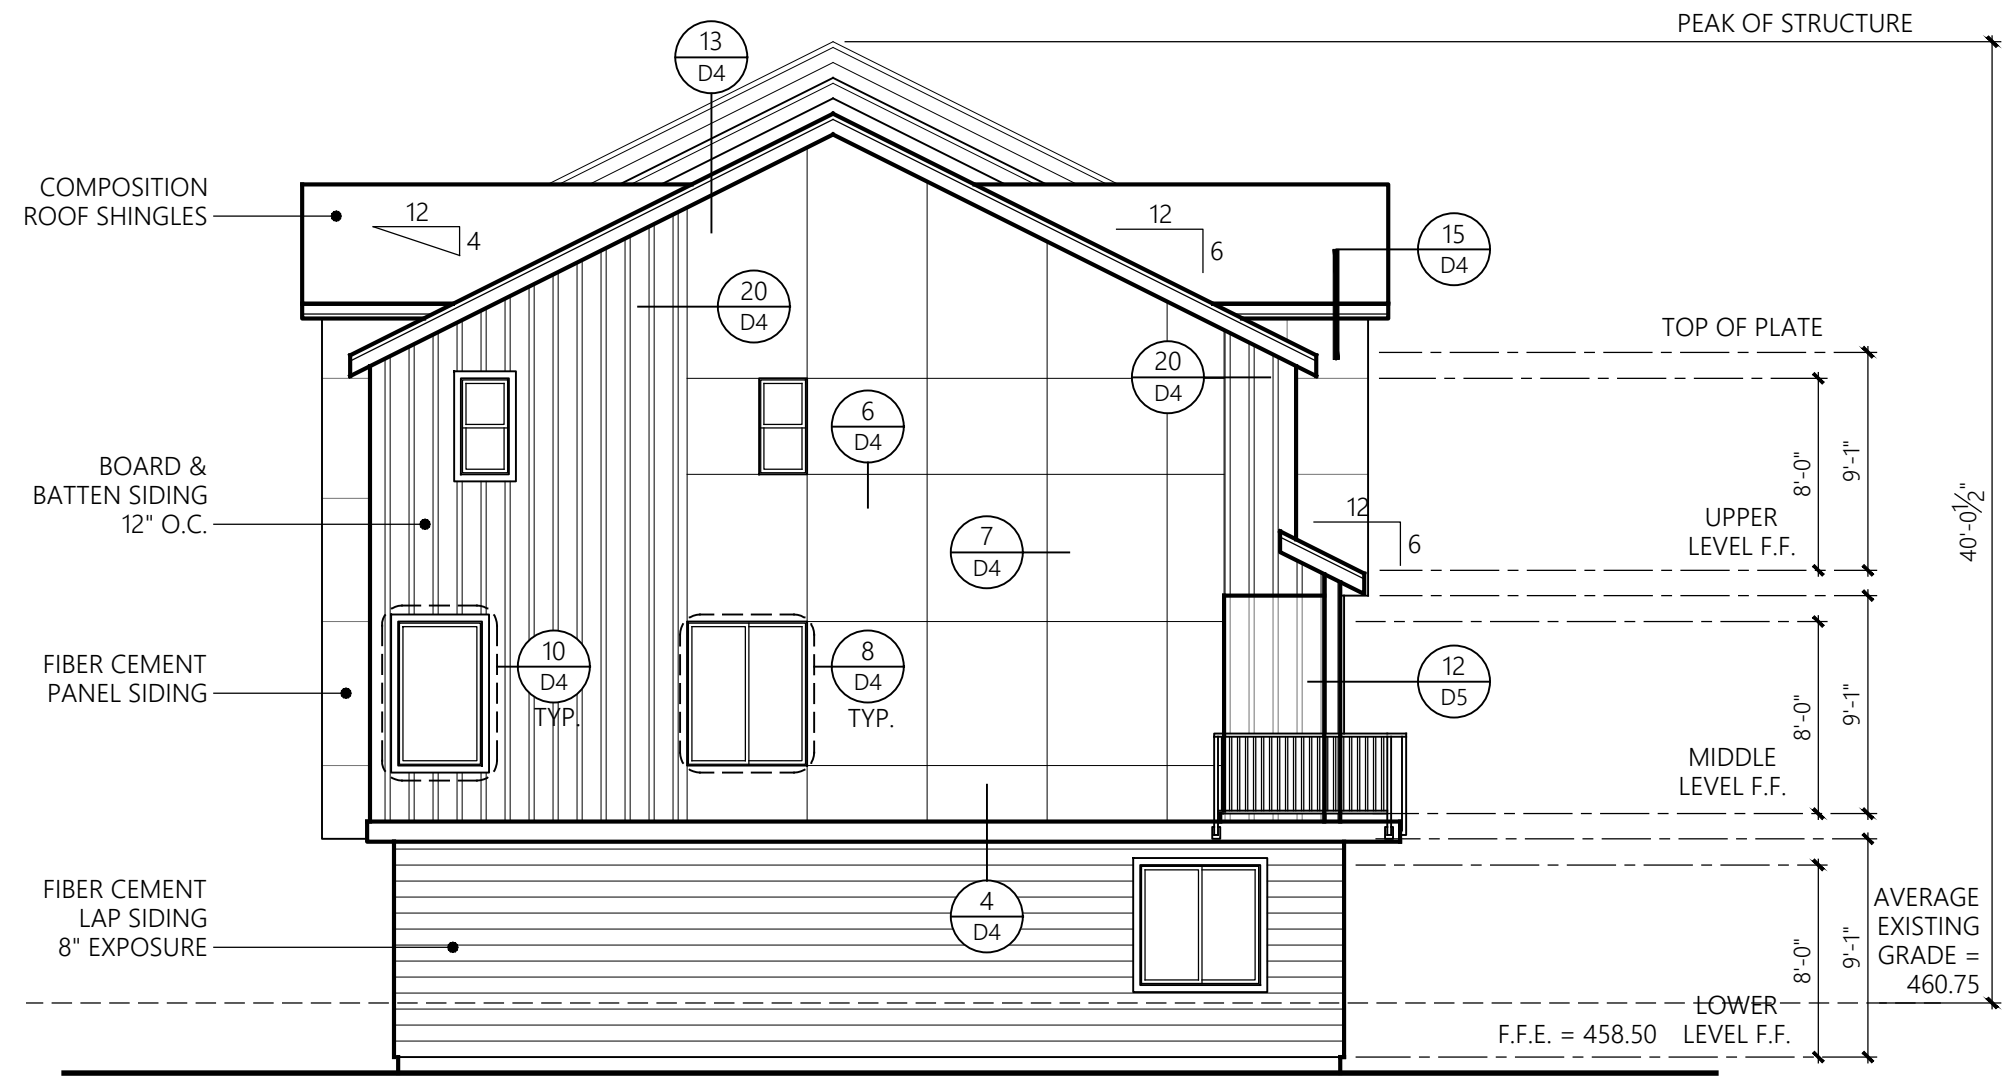 PEAK OF STRUCTURE
13
D4
COMPOSITION
ROOF SHINGLES
12
4
12
6
15
D4
20
D4
TOP OF PLATE
20
D4
6
D4
BOARD &
BATTEN SIDING
12" O.C.
8'-0"
9'-1"
40'-0 1/2"
12
6
UPPER
LEVEL F.F.
7
D4
FIBER CEMENT
PANEL SIDING
10
D4
TYP.
8
D4
TYP.
12
D5
8'-0"
9'-1"
MIDDLE
LEVEL F.F.
FIBER CEMENT
LAP SIDING
8" EXPOSURE
4
D4
8'-0"
9'-1"
AVERAGE
EXISTING
GRADE =
460.75
LOWER
F.F.E. = 458.50 LEVEL F.F.